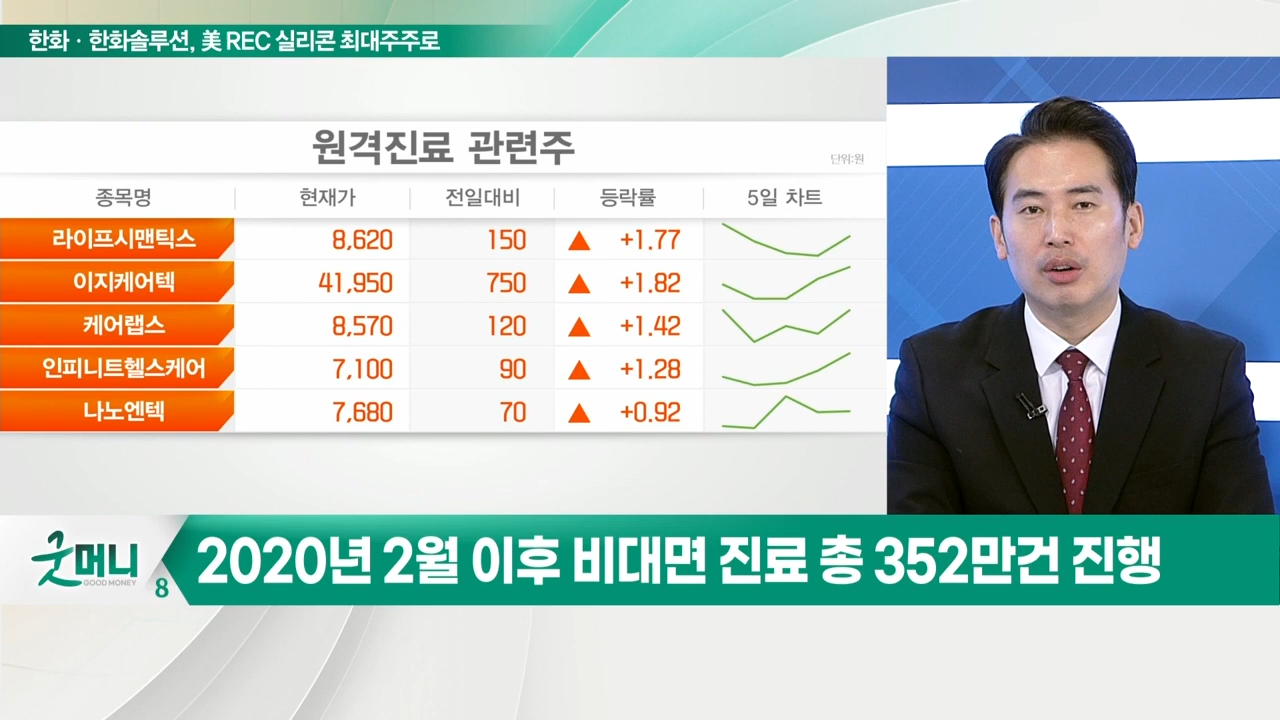 한화 · 한화솔루션, 美 REC 실리콘 최대주주로
원격진료 관련주
단위:원
종목명 현재가 전일대비 등락률 5일 차트
라이프시맨틱스 8,620 150 ▲ +1.77
이지케어텍 41,950 750 ▲ +1.82
케어랩스 8,570 120 ▲ +1.42
인피니트헬스케어 7,100 90 ▲ +1.28
나노엔텍 7,680 70 ▲ +0.92
굿머니
GOOD MONEY
8
2020년 2월 이후 비대면 진료 총 352만건 진행